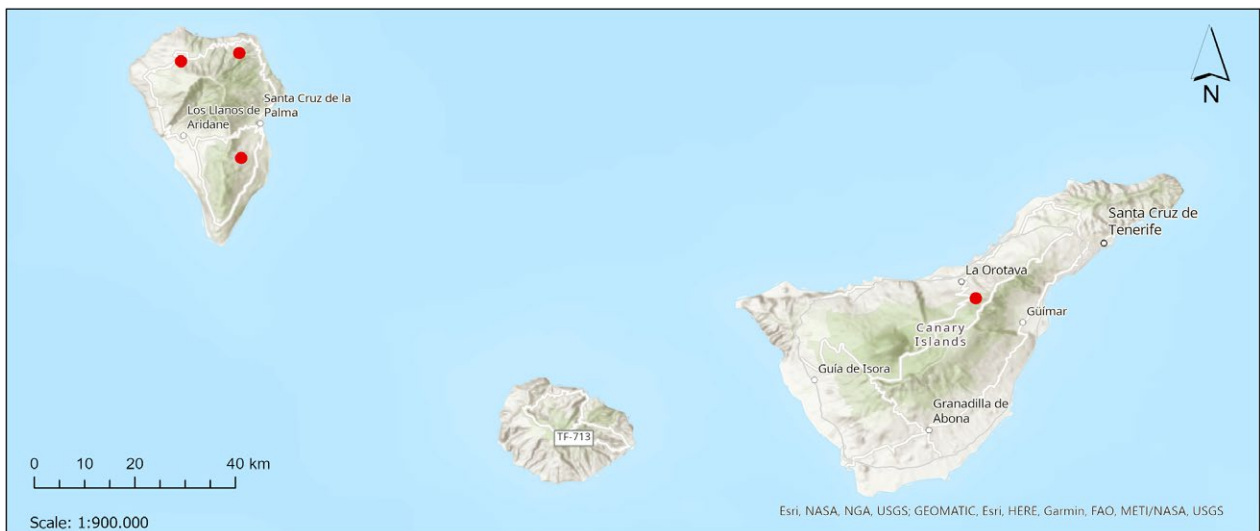 N
Santa Cruz de la
Palma
Los Llanos de
Aridane
Santa Cruz de
Tenerife
La Orotava
Güímar
Canary
Islands
Guía de Isora
Granadilla de
Abona
TF-713
0 10 20 40 km
Scale: 1:900.000
Esri, NASA, NGA, USGS; GEOMATIC, Esri, HERE, Garmin, FAO, METI/NASA, USGS